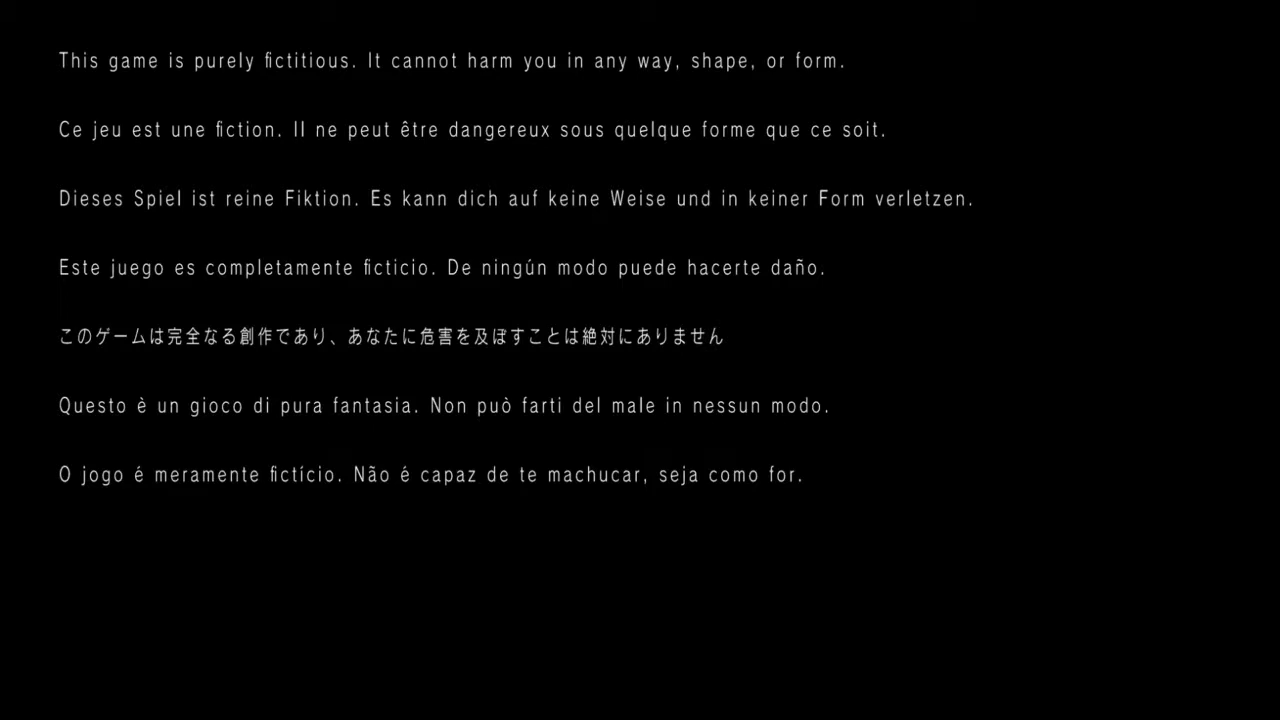 This game is purely fictitious. It cannot harm you in any way, shape, or form.
Ce jeu est une fiction. Il ne peut être dangereux sous quelque forme que ce soit.
Dieses Spiel ist reine Fiktion. Es kann dich auf keine Weise und in keiner Form verletzen.
Este juego es completamente ficticio. De ningún modo puede hacerte daño.
このゲームは完全なる創作であり、あなたに危害を及ぼすことは絶対にありません
Questo è un gioco di pura fantasia. Non può farti del male in nessun modo.
O jogo é meramente fictício. Não é capaz de te machucar, seja como for.